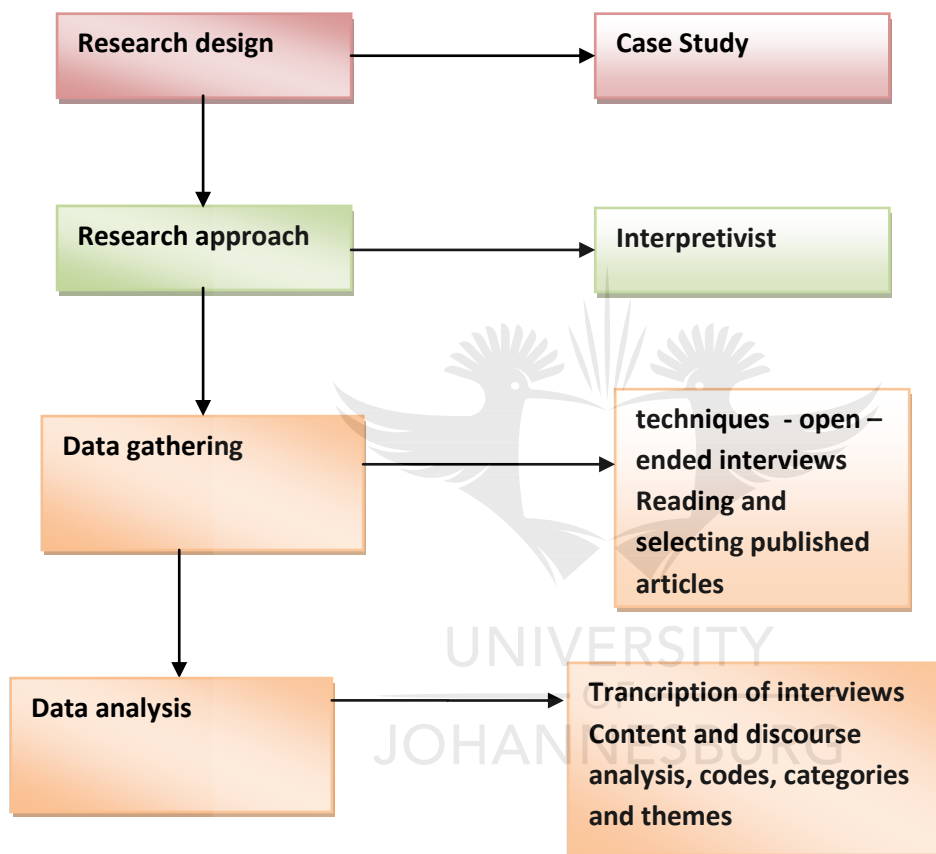 Research design
Case Study
Research approach
Interpretivist
Data gathering
techniques - open –
ended interviews
Reading and
selecting published
articles
UNIVERSITY
OF
JOHANNESBURG
Data analysis
Trancription of interviews
Content and discourse
analysis, codes, categories
and themes